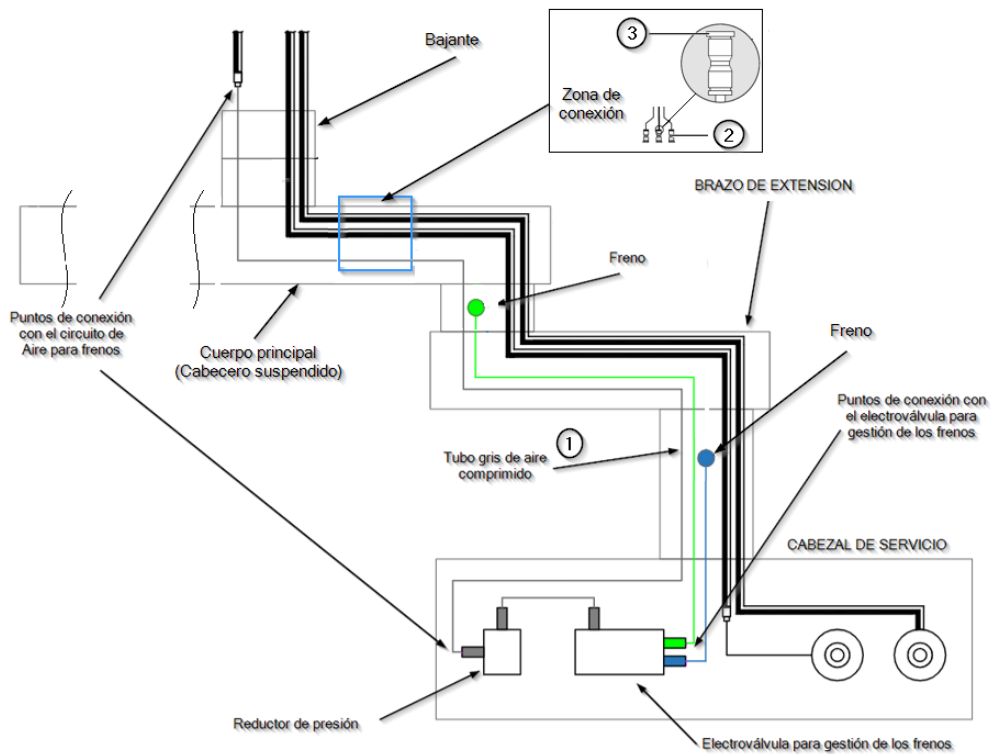 Bajante
3
Zona de
conexión
2
BRAZO DE EXTENSION
Freno
Puntos de conexión
con el circuito de
Aire para frenos
Cuerpo principal
(Cabecero suspendido)
Freno
Puntos de conexión con
el electroválvula para
gestión de los frenos
1
Tubo gris de aire
comprimido
CABEZAL DE SERVICIO
Reductor de presión
Electroválvula para gestión de los frenos